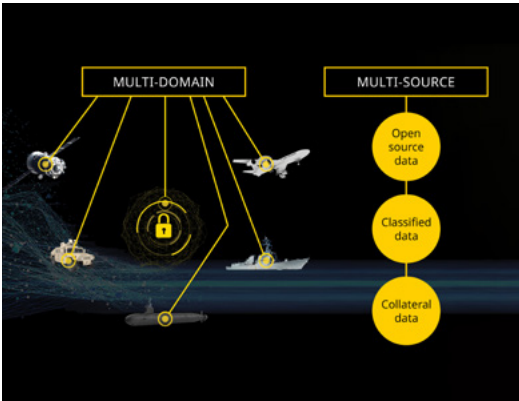 MULTI-DOMAIN
MULTI-SOURCE
Open
source
data
Classified
data
Collateral
data